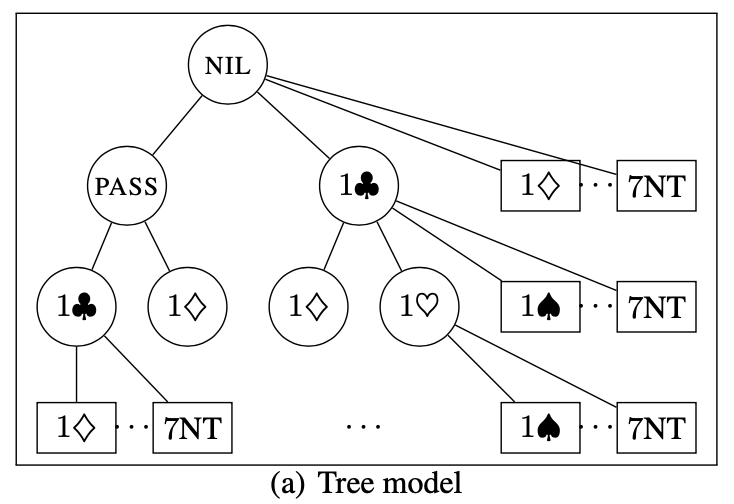 NIL
PASS 1♣ 1♢ ··· 7NT
1♣ 1♢ 1♢ 1♡ 1♠ ··· 7NT
1♢ ··· 7NT ··· 1♠ ··· 7NT
(a) Tree model